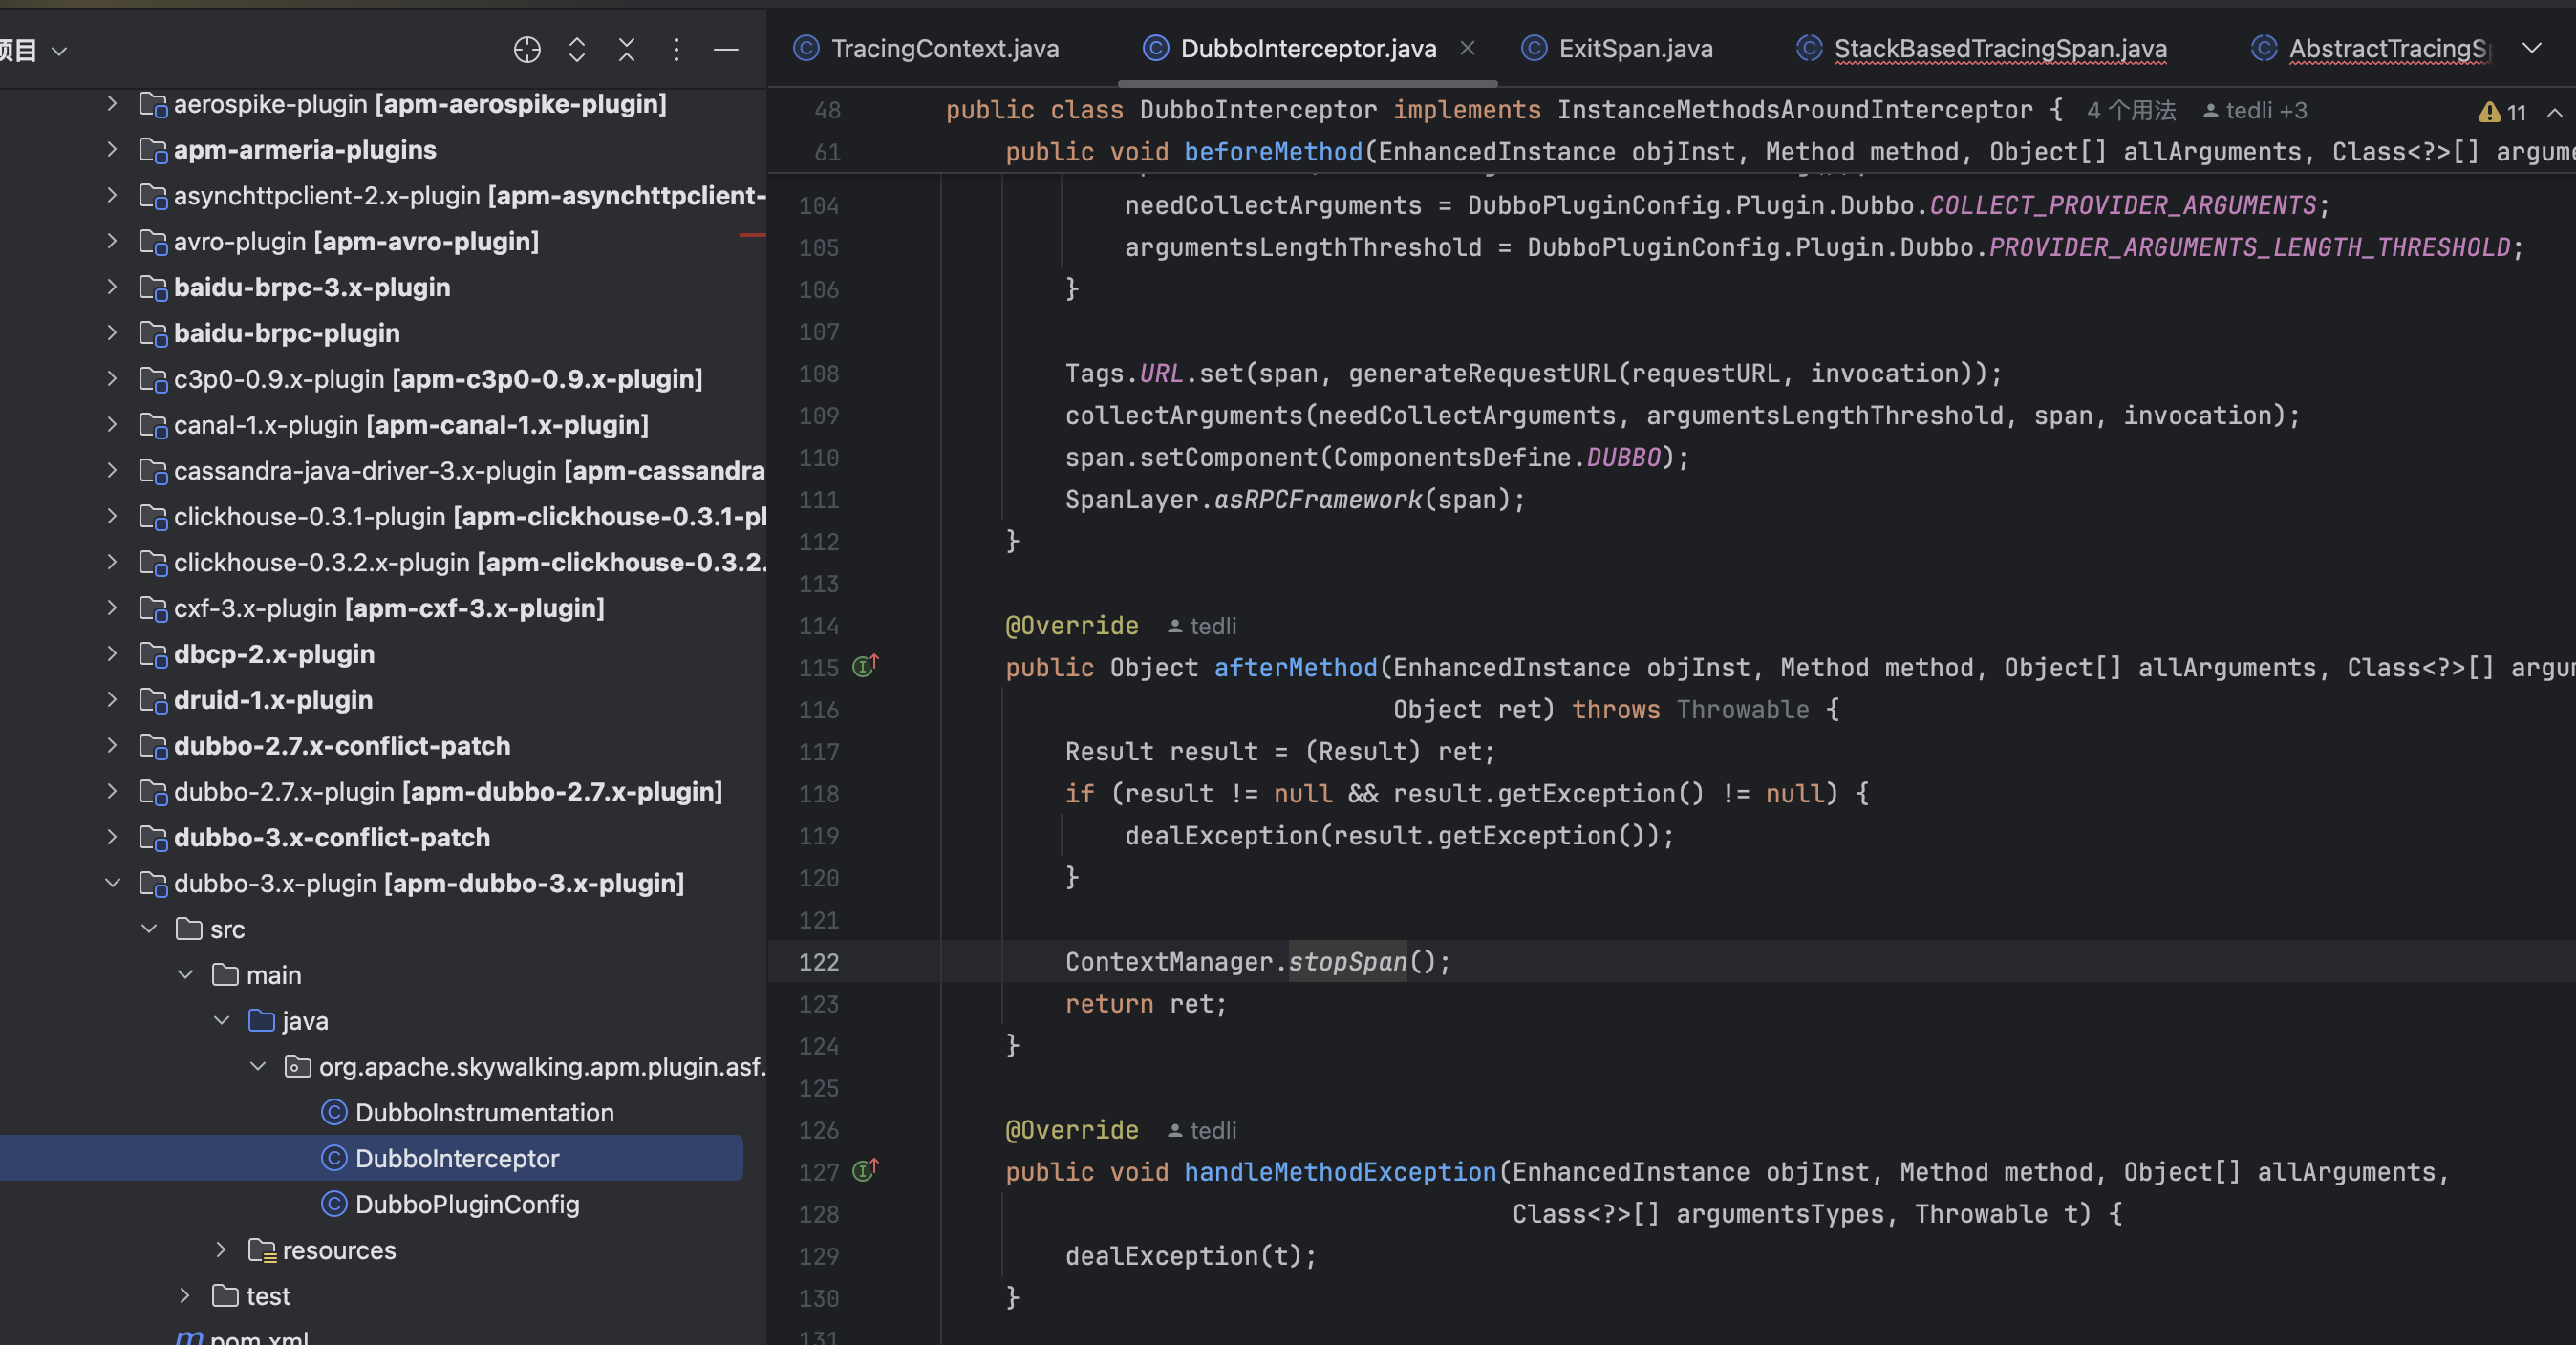 项目
aerospike-plugin [apm-aerospike-plugin]
apm-armeria-plugins
asynchttpclient-2.x-plugin [apm-asynchttpclient-
avro-plugin [apm-avro-plugin]
baidu-brpc-3.x-plugin
baidu-brpc-plugin
c3p0-0.9.x-plugin [apm-c3p0-0.9.x-plugin]
canal-1.x-plugin [apm-canal-1.x-plugin]
cassandra-java-driver-3.x-plugin [apm-cassandra
clickhouse-0.3.1-plugin [apm-clickhouse-0.3.1-pl
clickhouse-0.3.2.x-plugin [apm-clickhouse-0.3.2.
cxf-3.x-plugin [apm-cxf-3.x-plugin]
dbcp-2.x-plugin
druid-1.x-plugin
dubbo-2.7.x-conflict-patch
dubbo-2.7.x-plugin [apm-dubbo-2.7.x-plugin]
dubbo-3.x-conflict-patch
dubbo-3.x-plugin [apm-dubbo-3.x-plugin]
src
main
java
org.apache.skywalking.apm.plugin.asf.
DubboInstrumentation
DubboInterceptor
DubboPluginConfig
resources
test
pom.xml
TracingContext.java DubboInterceptor.java ExitSpan.java StackBasedTracingSpan.java AbstractTracingSp
48 public class DubboInterceptor implements InstanceMethodsAroundInterceptor { 4 个用法 tedli +3 11
61 public void beforeMethod(EnhancedInstance objInst, Method method, Object[] allArguments, Class<?>[] argume
104 needCollectArguments = DubboPluginConfig.Plugin.Dubbo.COLLECT_PROVIDER_ARGUMENTS;
105 argumentsLengthThreshold = DubboPluginConfig.Plugin.Dubbo.PROVIDER_ARGUMENTS_LENGTH_THRESHOLD;
106 }
107
108 Tags.URL.set(span, generateRequestURL(requestURL, invocation));
109 collectArguments(needCollectArguments, argumentsLengthThreshold, span, invocation);
110 span.setComponent(ComponentsDefine.DUBBO);
111 SpanLayer.asRPCFramework(span);
112 }
113
114 @Override tedli
115 public Object afterMethod(EnhancedInstance objInst, Method method, Object[] allArguments, Class<?>[] argum
116 Object ret) throws Throwable {
117 Result result = (Result) ret;
118 if (result != null && result.getException() != null) {
119 dealException(result.getException());
120 }
121
122 ContextManager.stopSpan();
123 return ret;
124 }
125
126 @Override tedli
127 public void handleMethodException(EnhancedInstance objInst, Method method, Object[] allArguments,
128 Class<?>[] argumentsTypes, Throwable t) {
129 dealException(t);
130 }
131